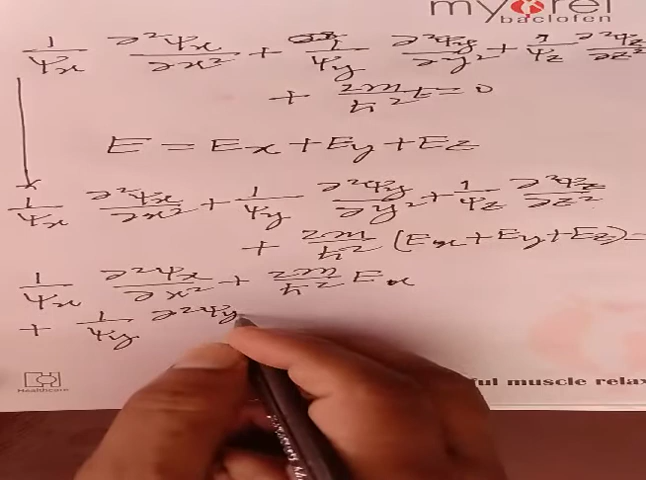 myorel
baclofen
1/Ψx ∂²Ψx/∂x² + 1/Ψy ∂²Ψy/∂y² + 1/Ψz ∂²Ψz/∂z²
+ 2m/ħ² E = 0
E = Ex + Ey + Ez
1/Ψx ∂²Ψx/∂x² + 1/Ψy ∂²Ψy/∂y² + 1/Ψz ∂²Ψz/∂z²
+ 2m/ħ² (Ex + Ey + Ez) =
1/Ψx ∂²Ψx/∂x² + 2m/ħ² Ex
+ 1/Ψy ∂²Ψy
Healthcare
ful muscle relax